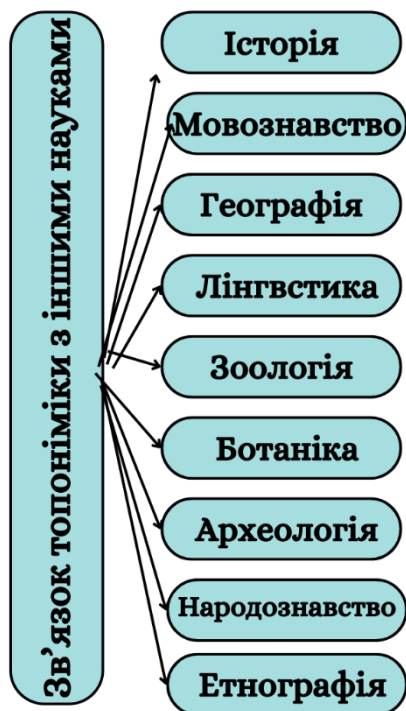 Зв’язок топоніміки з іншими науками
Історія
Мовознавство
Географія
Лінгвстика
Зоологія
Ботаніка
Археологія
Народознавство
Етнографія